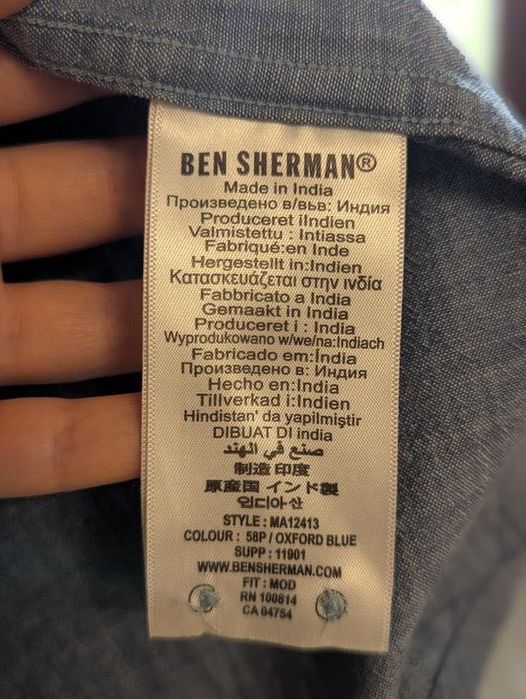 BEN SHERMAN®
Made in India
Произведено в/във: Индия
Produceret iIndien
Valmistettu : Intiassa
Fabriqué:en Inde
Hergestellt in:Indien
Κατασκευάζεται στην ινδία
Fabbricato a India
Gemaakt in India
Produceret i : India
Wyprodukowano w/we/na:Indiach
Fabricado em:India
Произведено в: Индия
Hecho en:India
Tillverkad i:Indien
Hindistan' da yapilmiştir
DIBUAT DI india
صنع في الهند
制造 印度
原産国 インド製
인디아산
STYLE : MA12413
COLOUR : 58P / OXFORD BLUE
SUPP : 11901
WWW.BENSHERMAN.COM
FIT : MOD
RN 100814
CA 04754